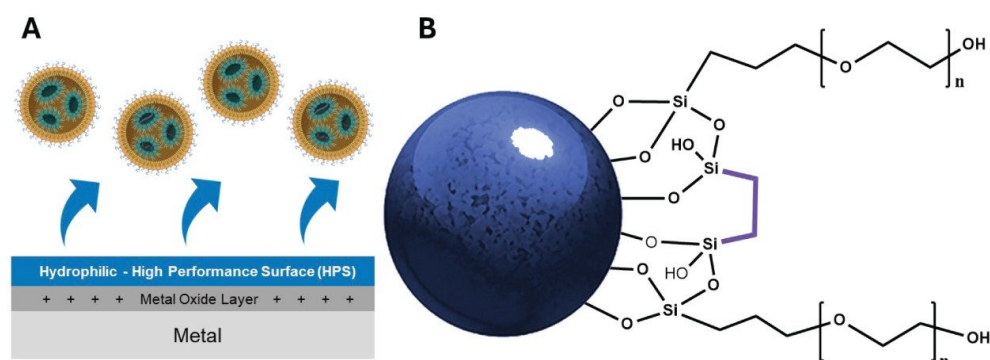 A
Hydrophilic - High Performance Surface (HPS)
+ + + + Metal Oxide Layer + + + +
Metal
B
O
n
OH
O
Si
O
O
HO
Si
O
O
Si
HO
O
O
Si
O
O
n
OH